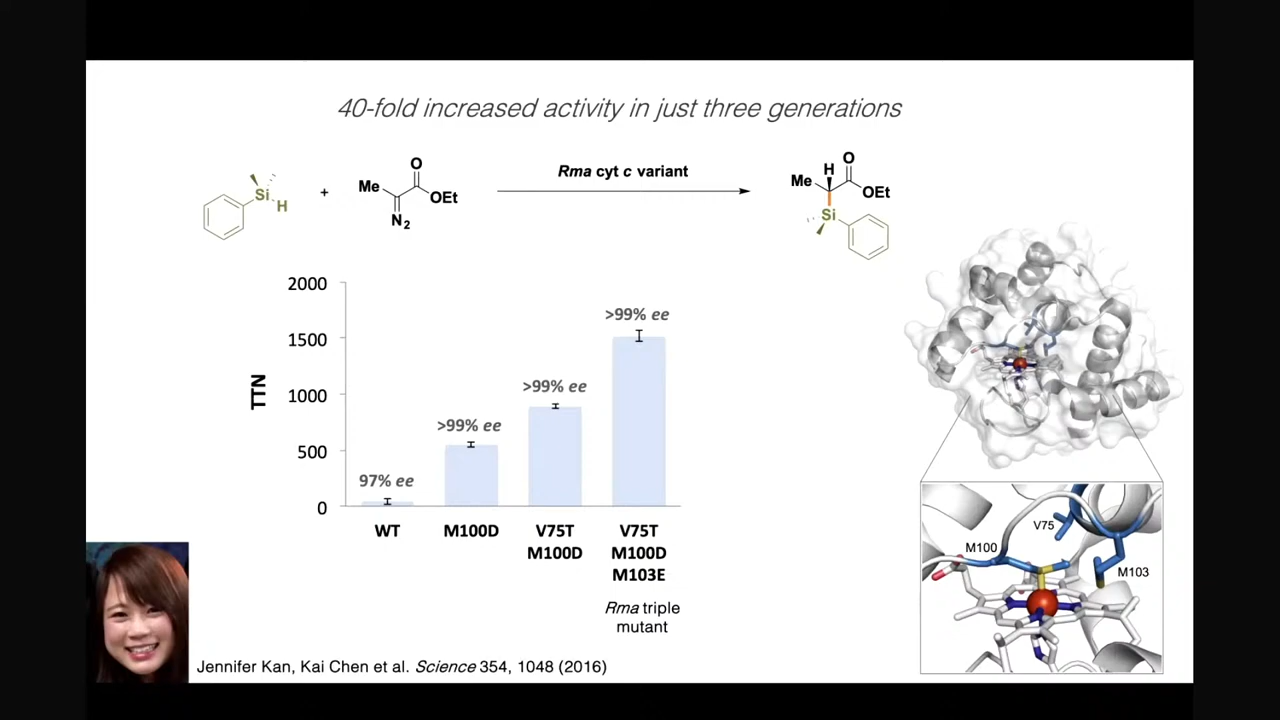 40-fold increased activity in just three generations
Si
H
+
Me
O
OEt
N2
Rma cyt c variant
H
O
Me
OEt
Si
TTN
2000
1500
1000
500
0
97% ee
>99% ee
>99% ee
>99% ee
WT
M100D
V75T
M100D
V75T
M100D
M103E
Rma triple
mutant
V75
M100
M103
Jennifer Kan, Kai Chen et al. Science 354, 1048 (2016)